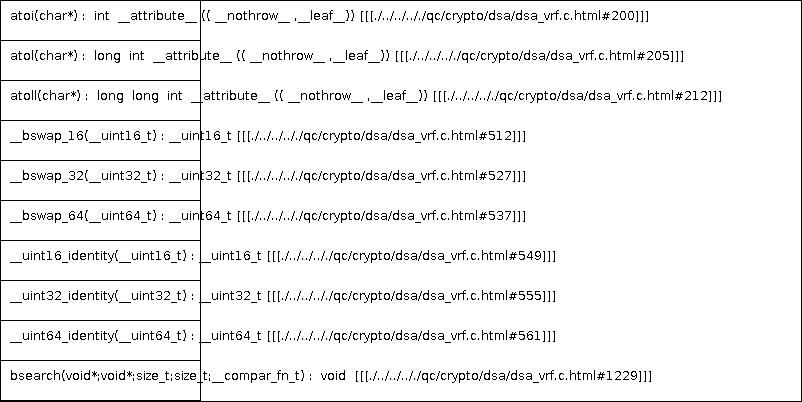 atoi(char*) : int __attribute__ (( __nothrow__ ,__leaf__)) [[[./../../././qc/crypto/dsa/dsa_vrf.c.html#200]]]
atol(char*) : long int __attribute__ (( __nothrow__ ,__leaf__)) [[[./../../././qc/crypto/dsa/dsa_vrf.c.html#205]]]
atoll(char*) : long long int __attribute__ (( __nothrow__ ,__leaf__)) [[[./../../././qc/crypto/dsa/dsa_vrf.c.html#212]]]
__bswap_16(__uint16_t) : __uint16_t [[[./../../././qc/crypto/dsa/dsa_vrf.c.html#512]]]
__bswap_32(__uint32_t) : __uint32_t [[[./../../././qc/crypto/dsa/dsa_vrf.c.html#527]]]
__bswap_64(__uint64_t) : __uint64_t [[[./../../././qc/crypto/dsa/dsa_vrf.c.html#537]]]
__uint16_identity(__uint16_t) : __uint16_t [[[./../../././qc/crypto/dsa/dsa_vrf.c.html#549]]]
__uint32_identity(__uint32_t) : __uint32_t [[[./../../././qc/crypto/dsa/dsa_vrf.c.html#555]]]
__uint64_identity(__uint64_t) : __uint64_t [[[./../../././qc/crypto/dsa/dsa_vrf.c.html#561]]]
bsearch(void*;void*;size_t;size_t;__compar_fn_t) : void [[[./../../././qc/crypto/dsa/dsa_vrf.c.html#1229]]]